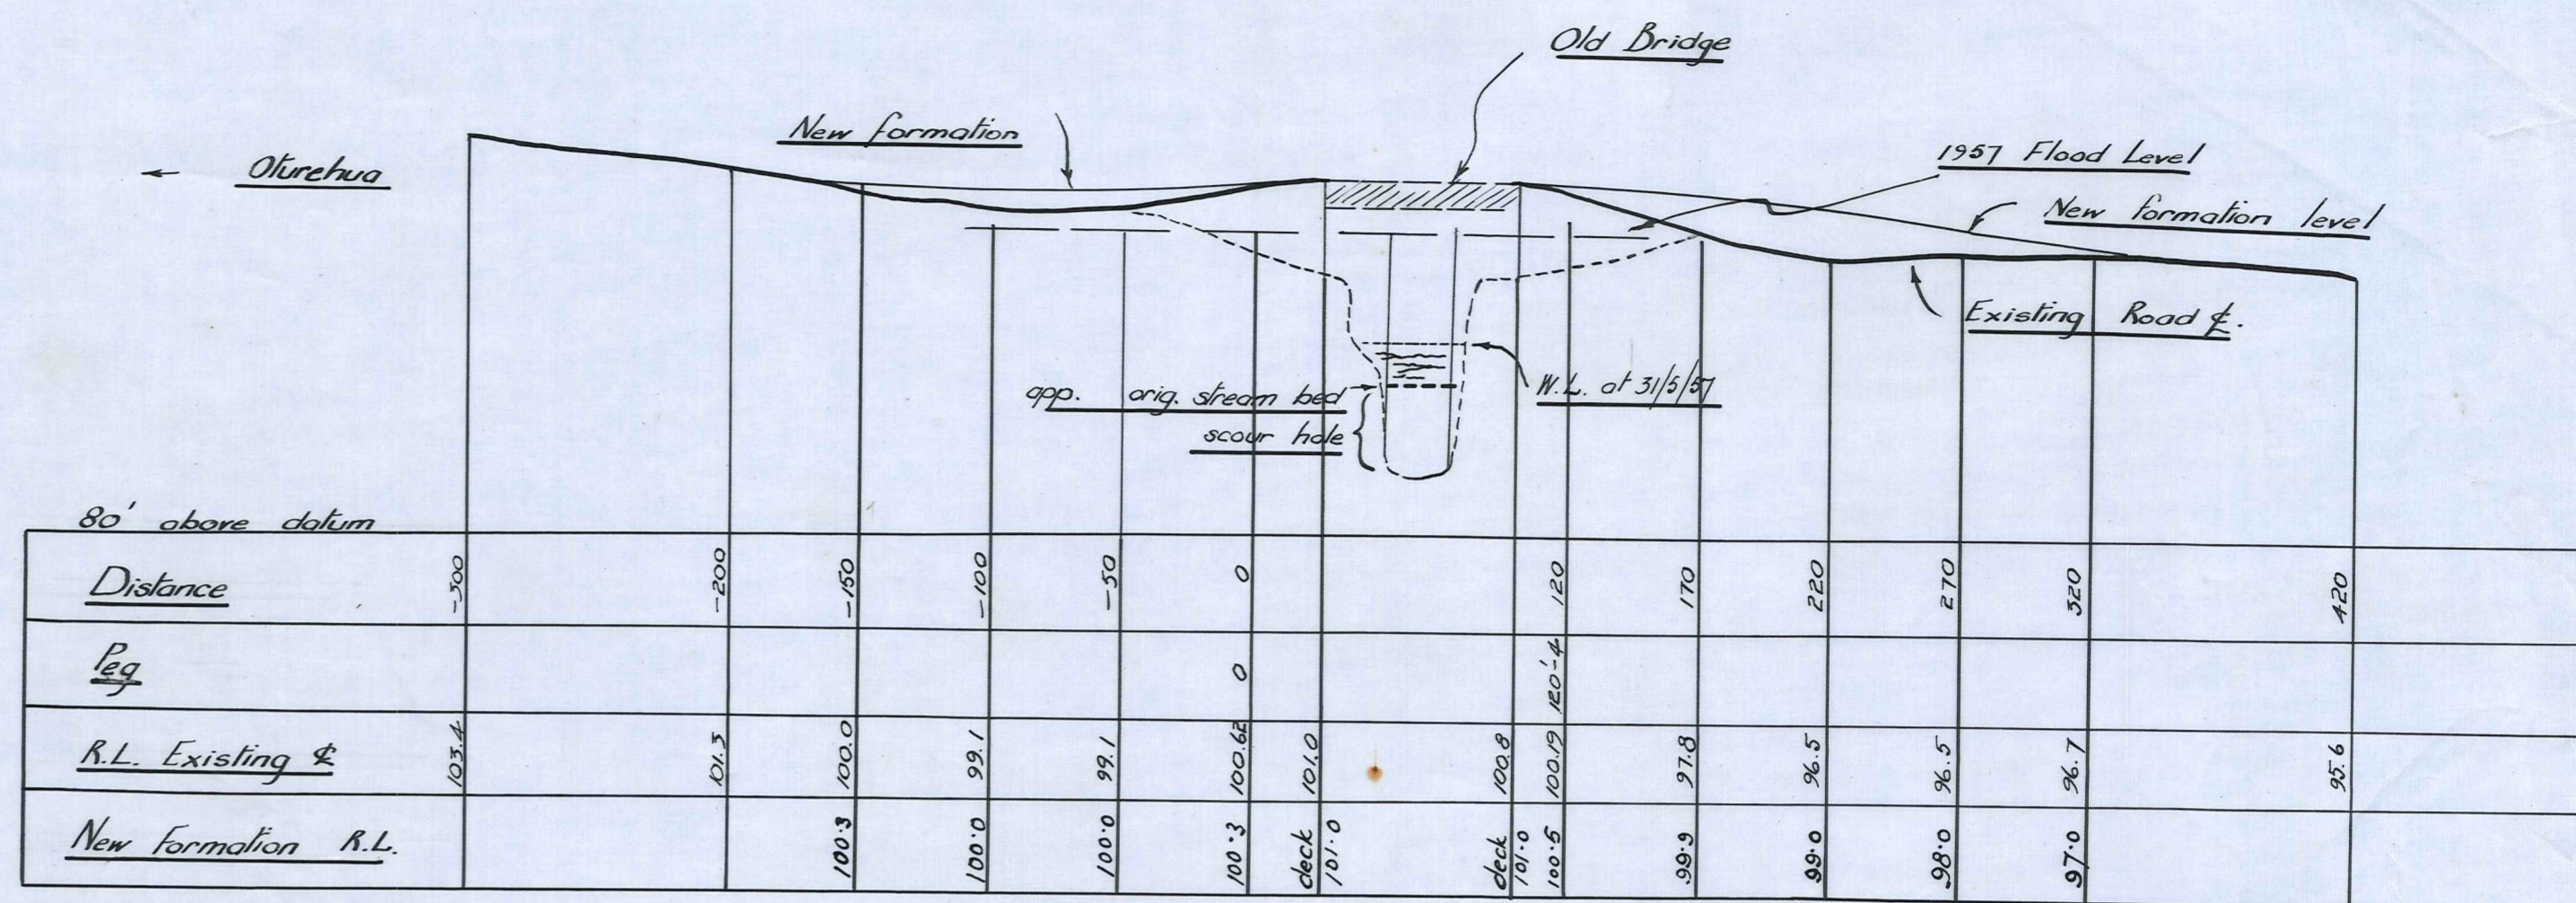 Old Bridge
New formation
1957 Flood Level
← Oturehua
New formation level
Existing Road ℄.
app. orig. stream bed
W.L. at 31/5/57
scour hole
80' above datum
Distance -300 -200 -150 -100 -50 0 120 170 220 270 320 420
Peg 0 120'-4
R.L. Existing ℄ 103.4 101.3 100.0 99.1 99.1 100.62 101.0 100.8 100.19 97.8 96.5 96.5 96.7 95.6
New Formation R.L. 100.3 100.0 100.0 100.3 deck 101.0 deck 101.0 100.5 99.9 99.0 98.0 97.0